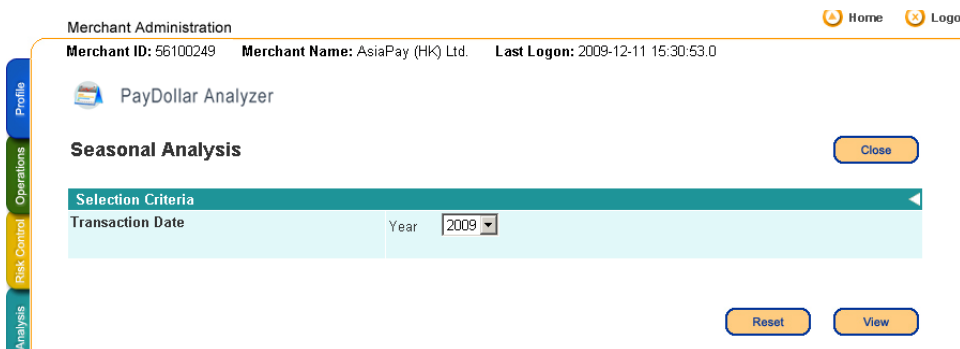 Home Logo
Merchant Administration
Merchant ID: 56100249 Merchant Name: AsiaPay (HK) Ltd. Last Logon: 2009-12-11 15:30:53.0
Profile
PayDollar Analyzer
Operations
Seasonal Analysis
Close
Selection Criteria
Transaction Date
Year 2009
Risk Control
Analysis
Reset View